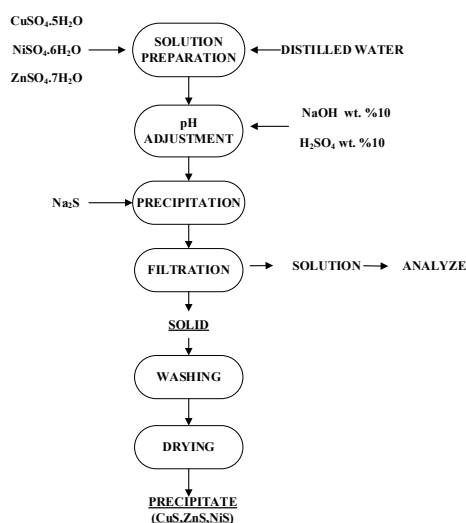 CuSO4.5H2O
NiSO4.6H2O
ZnSO4.7H2O
SOLUTION
PREPARATION
DISTILLED WATER
pH
ADJUSTMENT
NaOH wt. %10
H2SO4 wt. %10
Na2S
PRECIPITATION
FILTRATION
SOLUTION
ANALYZE
SOLID
WASHING
DRYING
PRECIPITATE
(CuS,ZnS,NiS)